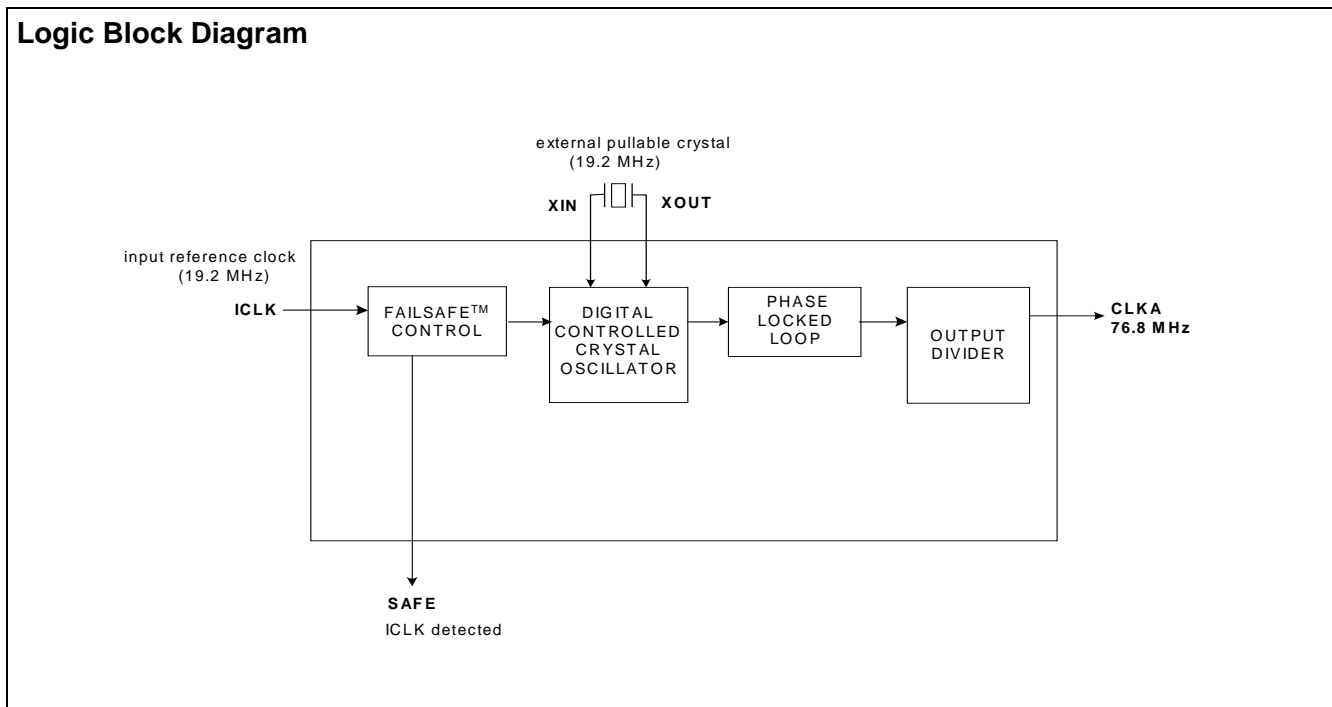 Logic Block Diagram
external pullable crystal
(19.2 MHz)
XIN
XOUT
input reference clock
(19.2 MHz)
ICLK
FAILSAFE™
CONTROL
DIGITAL
CONTROLLED
CRYSTAL
OSCILLATOR
PHASE
LOCKED
LOOP
OUTPUT
DIVIDER
CLKA
76.8 MHz
SAFE
ICLK detected